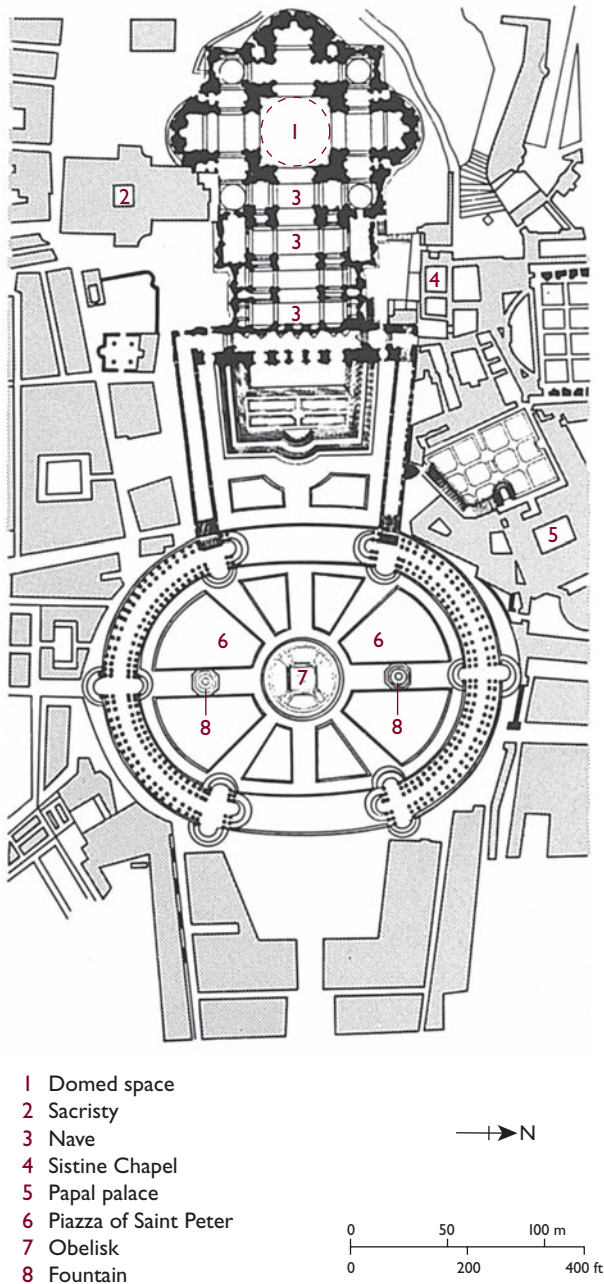 1
2
3
3
4
3
5
6 6
7
8 8
1 Domed space
2 Sacristy
3 Nave
4 Sistine Chapel
5 Papal palace
6 Piazza of Saint Peter
7 Obelisk
8 Fountain
N
0 50 100 m
0 200 400 ft